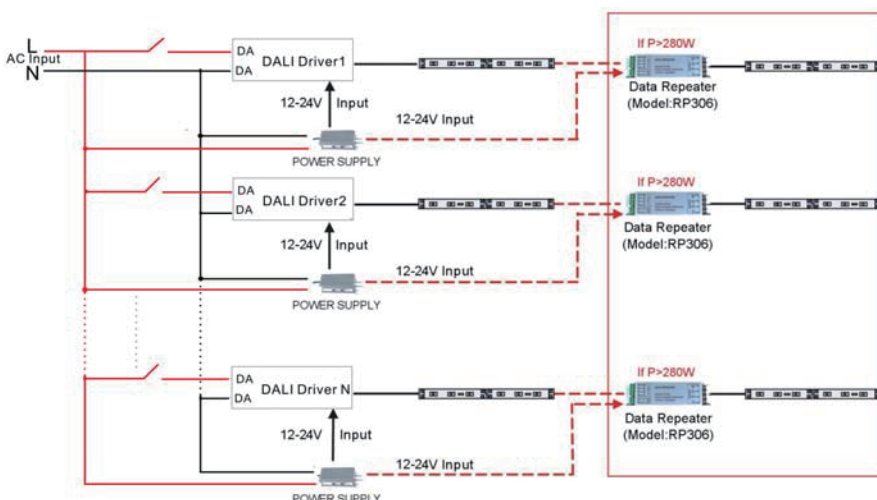 L
AC Input
N
DA
DA
DALI Driver1
If P>280W
Data Repeater
(Model:RP306)
12-24V Input
12-24V Input
POWER SUPPLY
DA
DA
DALI Driver2
If P>280W
Data Repeater
(Model:RP306)
12-24V Input
12-24V Input
POWER SUPPLY
DA
DA
DALI Driver N
If P>280W
Data Repeater
(Model:RP306)
12-24V Input
12-24V Input
POWER SUPPLY